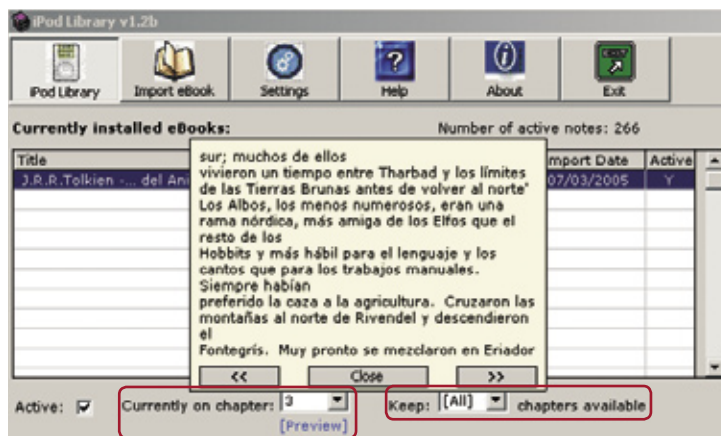 iPod Library v1.2b
iPod Library Import eBook Settings Help About Exit
Currently installed eBooks: Number of active notes: 266
Title mport Date Active
J.R.R.Tolkien -... del Ani 07/03/2005 Y
sur; muchos de ellos
vivieron un tiempo entre Tharbad y los límites
de las Tierras Brunas antes de volver al norte'
Los Albos, los menos numerosos, eran una
rama nórdica, más amiga de los Elfos que el
resto de los
Hobbits y más hábil para el lenguaje y los
cantos que para los trabajos manuales.
Siempre habían
preferido la caza a la agricultura. Cruzaron las
montañas al norte de Rivendel y descendieron
el
Fontegrís. Muy pronto se mezclaron en Eriador
<< Close >>
Active: Currently on chapter: 3 Keep: [All] chapters available
[Preview]